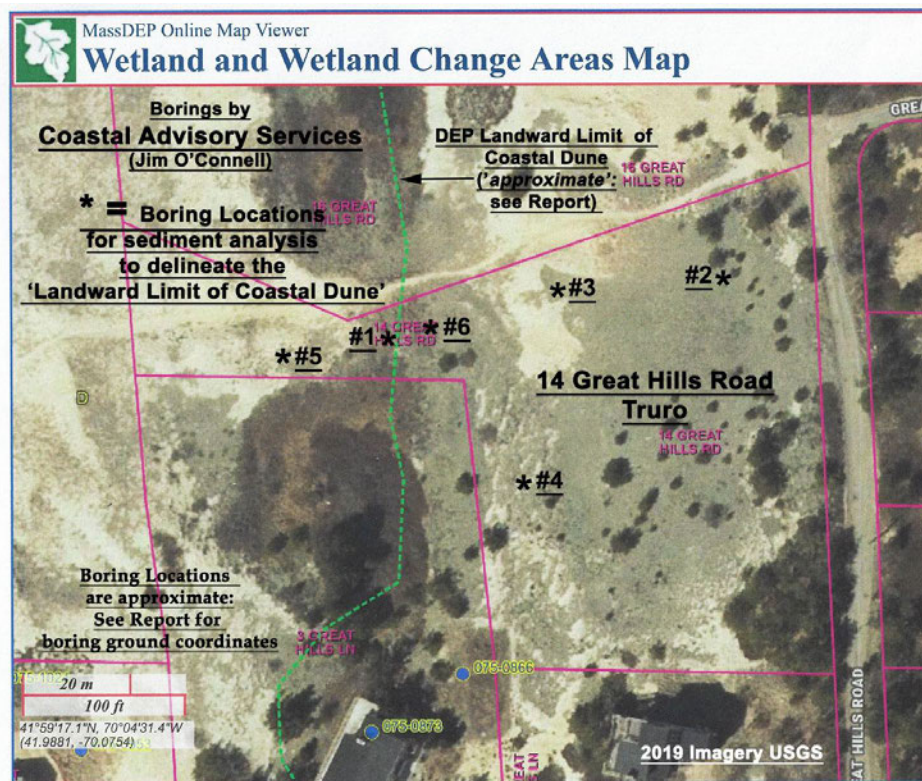 MassDEP Online Map Viewer
Wetland and Wetland Change Areas Map
Borings by
Coastal Advisory Services
(Jim O'Connell)
DEP Landward Limit of
Coastal Dune
('approximate':
see Report)
16 GREAT
HILLS RD
GREA
* = Boring Locations
for sediment analysis
to delineate the
'Landward Limit of Coastal Dune'
16 GREAT
HILLS RD
*#3
#2*
#1*
*#6
14 GREAT
HILLS RD
*#5
D
14 Great Hills Road
Truro
14 GREAT
HILLS RD
*#4
Boring Locations
are approximate:
See Report for
boring ground coordinates
3 GREAT
HILLS LN
075-0866
20 m
100 ft
41°59'17.1"N, 70°04'31.4"W
(41.9881, -70.0754)
075-0873
GREAT
HILLS LN
2019 Imagery USGS
EAT HILLS ROAD